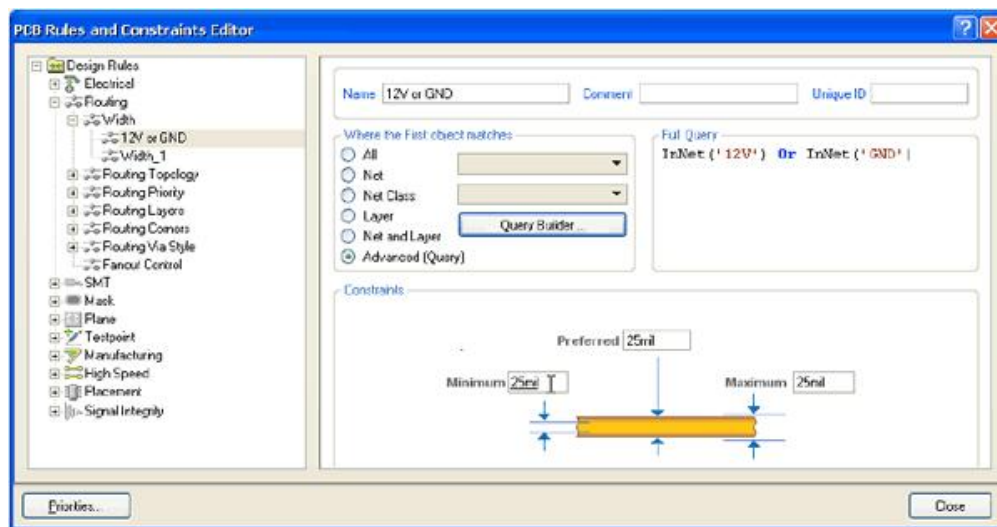 PCB Rules and Constraints Editor
Design Rules
Electrical
Routing
Width
12V or GND
Width_1
Routing Topology
Routing Priority
Routing Layers
Routing Corners
Routing Via Style
Fanout Control
SMT
Mask
Plane
Testpoint
Manufacturing
High Speed
Placement
Signal Integrity
Name 12V or GND Comment Unique ID
Where the First object matches
All
Net
Net Class
Layer
Net and Layer
Advanced (Query)
Query Builder ...
Full Query
InNet('12V') Or InNet('GND'
Constraints
Preferred 25mil
Minimum 25mil Maximum 25mil
Priorities... Close